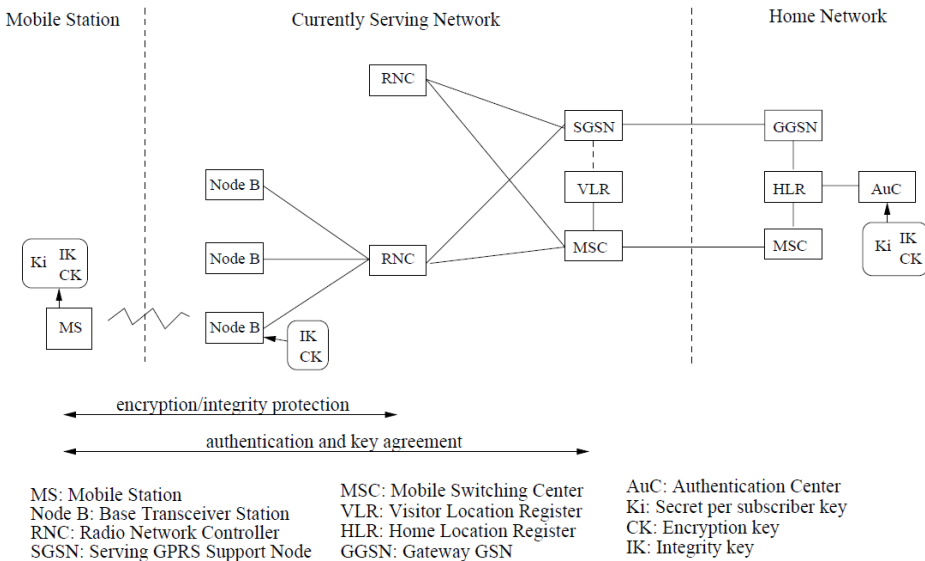 Mobile Station
Currently Serving Network
Home Network
RNC
SGSN
GGSN
Node B
VLR
HLR
AuC
Node B
RNC
MSC
MSC
Ki IK
CK
Ki IK
CK
MS
Node B
IK
CK
encryption/integrity protection
authentication and key agreement
MS: Mobile Station
Node B: Base Transceiver Station
RNC: Radio Network Controller
SGSN: Serving GPRS Support Node
MSC: Mobile Switching Center
VLR: Visitor Location Register
HLR: Home Location Register
GGSN: Gateway GSN
AuC: Authentication Center
Ki: Secret per subscriber key
CK: Encryption key
IK: Integrity key